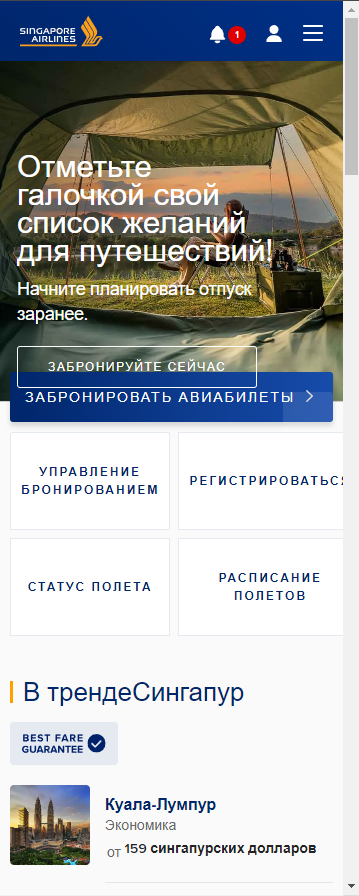 SINGAPORE
AIRLINES
1
Отметьте
галочкой свой
список желаний
для путешествий!
Начните планировать отпуск
заранее.
ЗАБРОНИРУЙТЕ СЕЙЧАС
ЗАБРОНИРОВАТЬ АВИАБИЛЕТЫ
УПРАВЛЕНИЕ
БРОНИРОВАНИЕМ
РЕГИСТРИРОВАТЬСЯ
СТАТУС ПОЛЕТА
РАСПИСАНИЕ
ПОЛЕТОВ
В трендеСингапур
BEST FARE
GUARANTEE
Куала-Лумпур
Экономика
от 159 сингапурских долларов